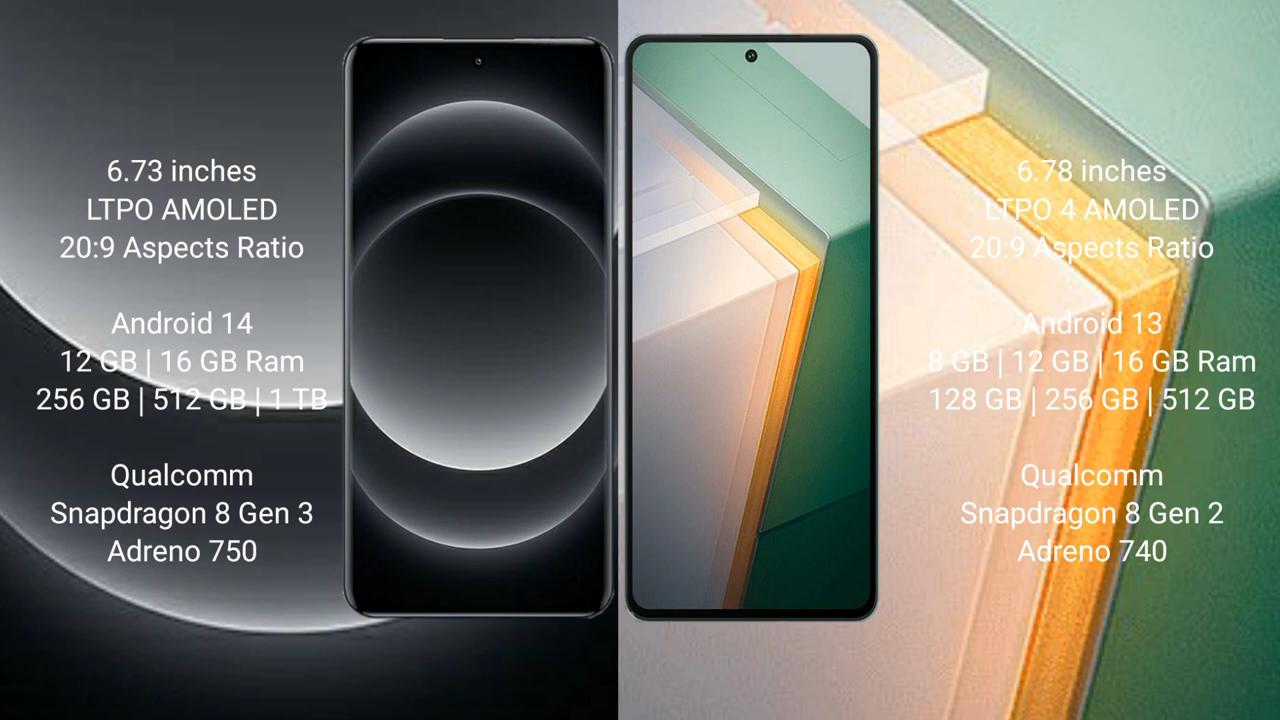 6.73 inches
LTPO AMOLED
20:9 Aspects Ratio
Android 14
12 GB | 16 GB Ram
256 GB | 512 GB | 1 TB
Qualcomm
Snapdragon 8 Gen 3
Adreno 750
6.78 inches
LTPO 4 AMOLED
20:9 Aspects Ratio
Android 13
8 GB | 12 GB | 16 GB Ram
128 GB | 256 GB | 512 GB
Qualcomm
Snapdragon 8 Gen 2
Adreno 740